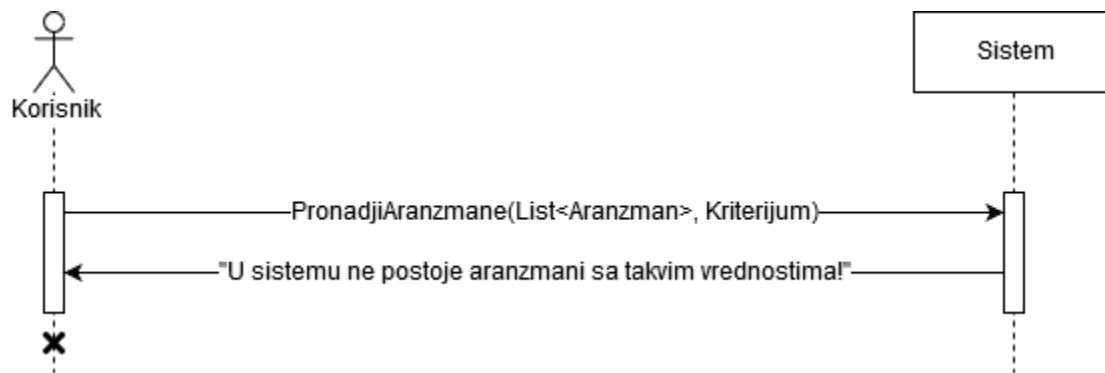 Korisnik
Sistem
PronadjiAranzmane(List<Aranzman>, Kriterijum)
"U sistemu ne postoje aranzmani sa takvim vrednostima!"